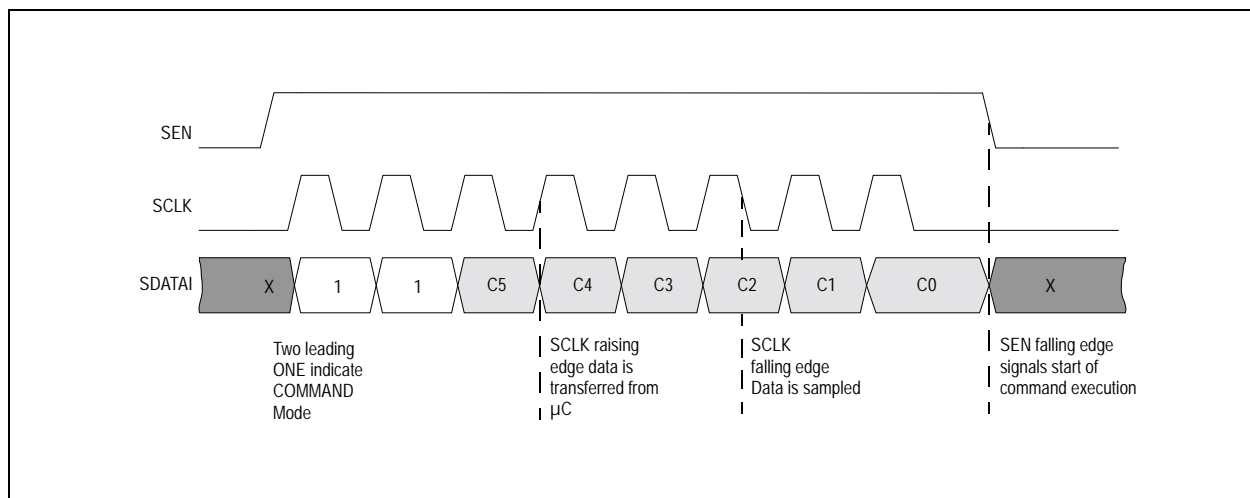 SEN
SCLK
SDATAI
X
1
1
C5
C4
C3
C2
C1
C0
X
Two leading
ONE indicate
COMMAND
Mode
SCLK raising
edge data is
transferred from
µC
SCLK
falling edge
Data is sampled
SEN falling edge
signals start of
command execution